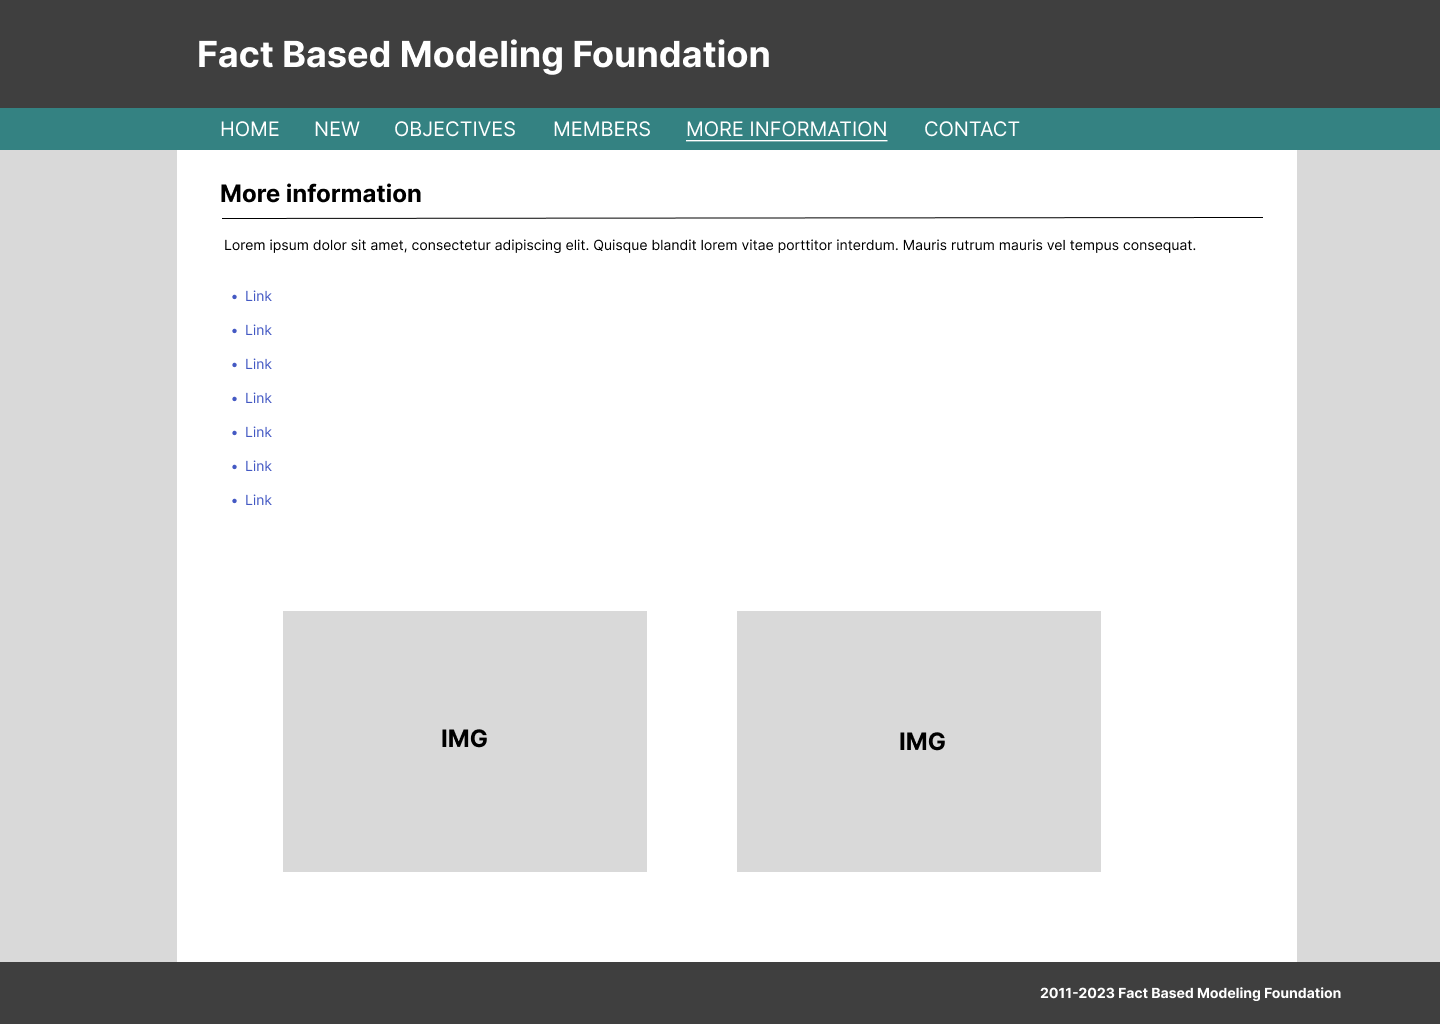 Fact Based Modeling Foundation
HOME NEW OBJECTIVES MEMBERS MORE INFORMATION CONTACT
More information
Lorem ipsum dolor sit amet, consectetur adipiscing elit. Quisque blandit lorem vitae porttitor interdum. Mauris rutrum mauris vel tempus consequat.
• Link
• Link
• Link
• Link
• Link
• Link
• Link
IMG
IMG
2011-2023 Fact Based Modeling Foundation